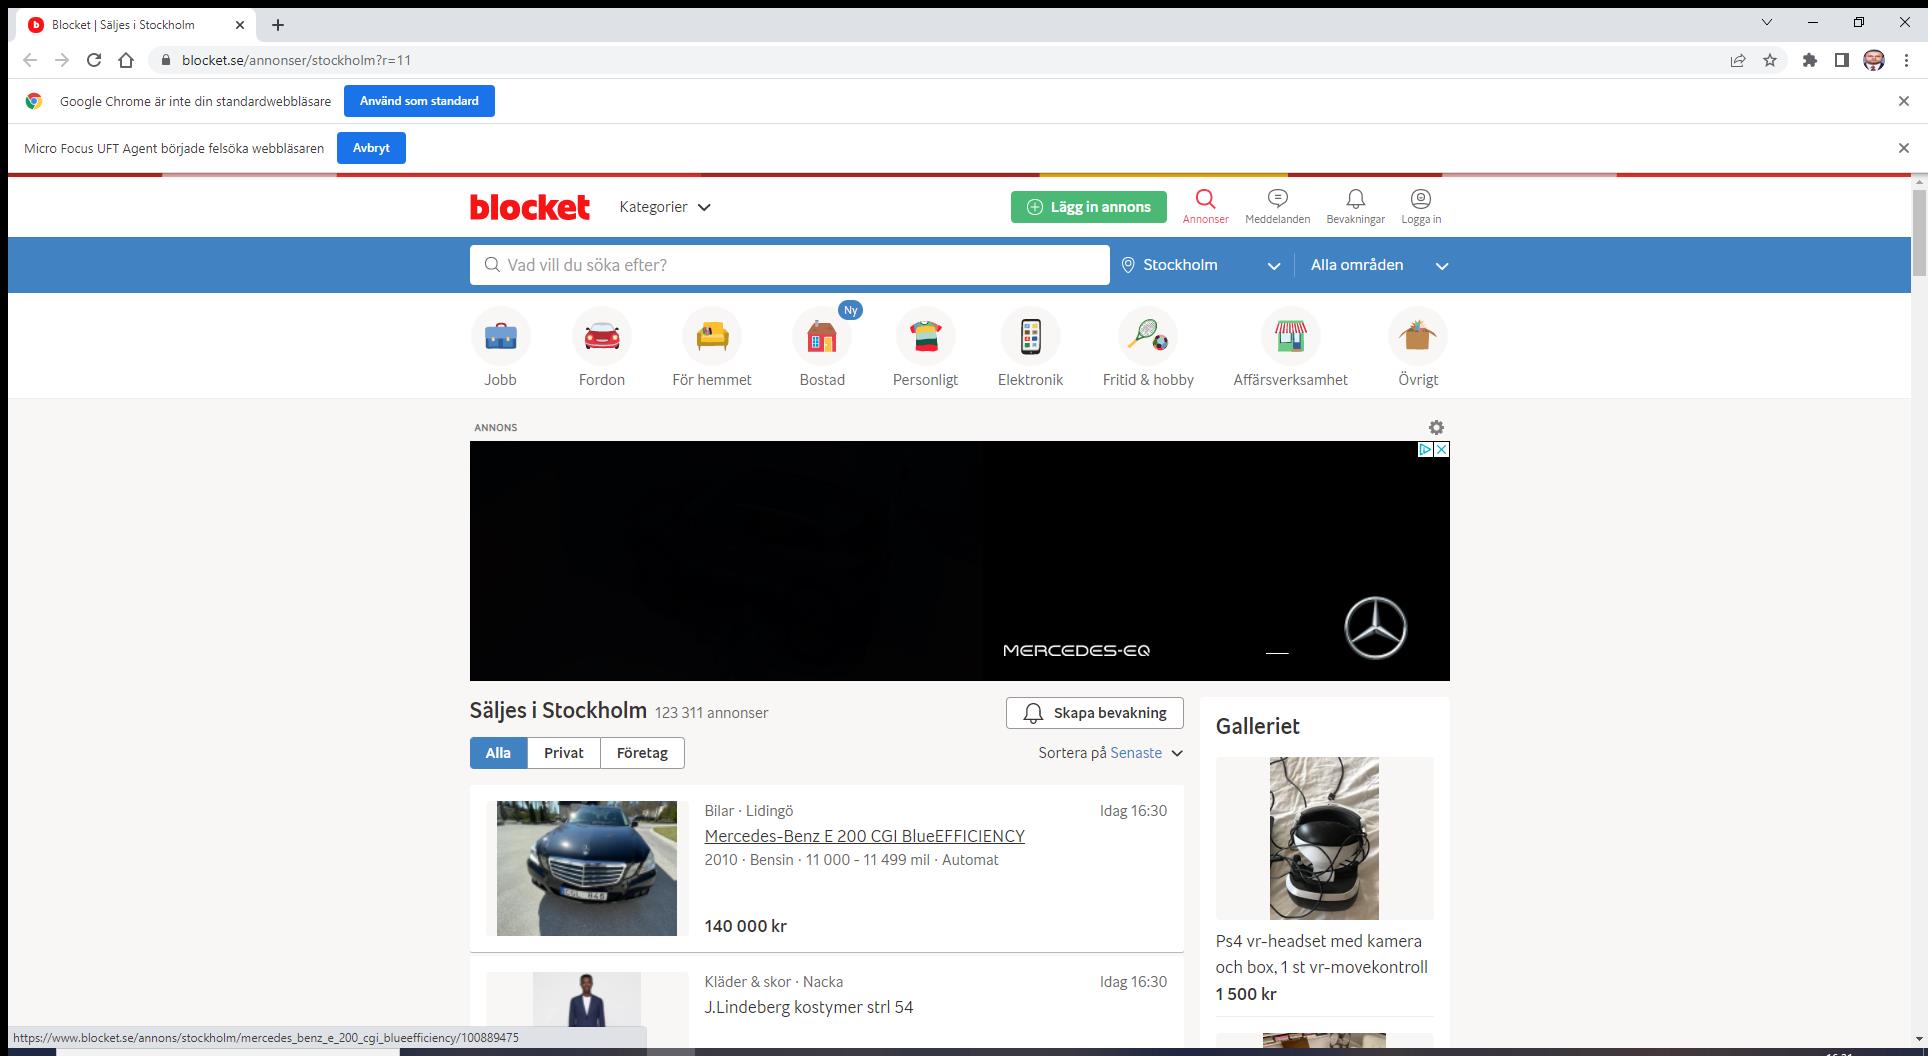 Blocket | Säljes i Stockholm
blocket.se/annonser/stockholm?r=11
Google Chrome är inte din standardwebbläsare
Använd som standard
Micro Focus UFT Agent började felsöka webbläsaren
Avbryt
blocket
Kategorier
Lägg in annons
Annonser
Meddelanden
Bevakningar
Logga in
Vad vill du söka efter?
Stockholm
Alla områden
Ny
Jobb
Fordon
För hemmet
Bostad
Personligt
Elektronik
Fritid & hobby
Affärsverksamhet
Övrigt
ANNONS
MERCEDES-EQ
Säljes i Stockholm 123 311 annonser
Skapa bevakning
Alla
Privat
Företag
Sortera på Senaste
Bilar · Lidingö
Idag 16:30
Mercedes-Benz E 200 CGI BlueEFFICIENCY
2010 · Bensin · 11 000 - 11 499 mil · Automat
140 000 kr
Kläder & skor · Nacka
Idag 16:30
J.Lindeberg kostymer strl 54
Galleriet
Ps4 vr-headset med kamera
och box, 1 st vr-movekontroll
1 500 kr
https://www.blocket.se/annons/stockholm/mercedes_benz_e_200_cgi_blueefficiency/100889475